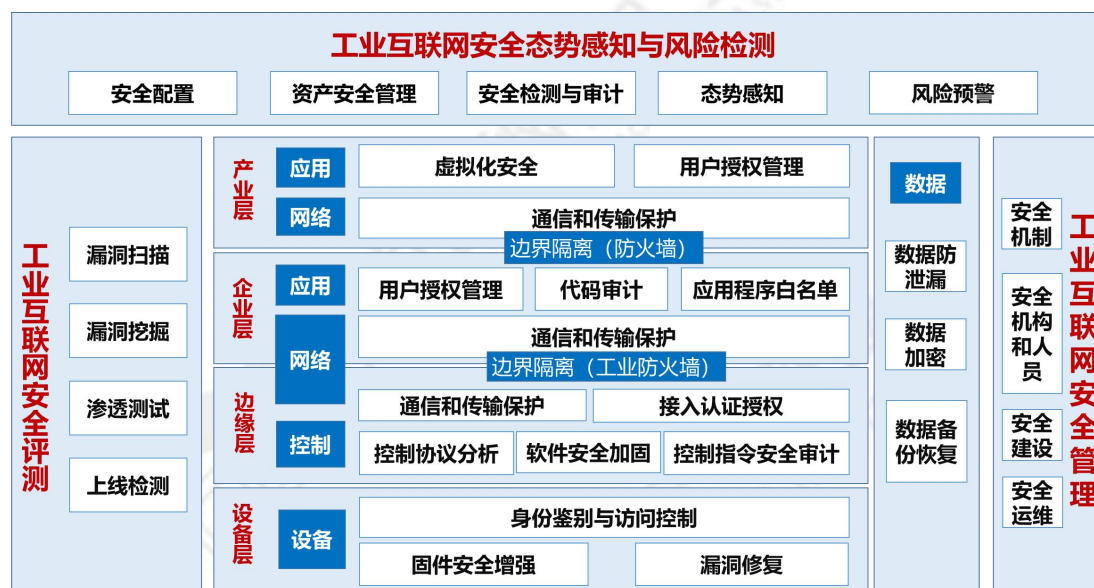 工业互联网安全态势感知与风险检测
安全配置
资产安全管理
安全检测与审计
态势感知
风险预警
工业互联网安全评测
漏洞扫描
漏洞挖掘
渗透测试
上线检测
产业层
应用
虚拟化安全
用户授权管理
网络
通信和传输保护
边界隔离（防火墙）
企业层
应用
用户授权管理
代码审计
应用程序白名单
网络
通信和传输保护
边界隔离（工业防火墙）
边缘层
通信和传输保护
接入认证授权
控制
控制协议分析
软件安全加固
控制指令安全审计
设备层
设备
身份鉴别与访问控制
固件安全增强
漏洞修复
数据
数据防
泄漏
数据
加密
数据备
份恢复
安全
机制
安全
机构
和人
员
安全
建设
安全
运维
工业互联网安全管理